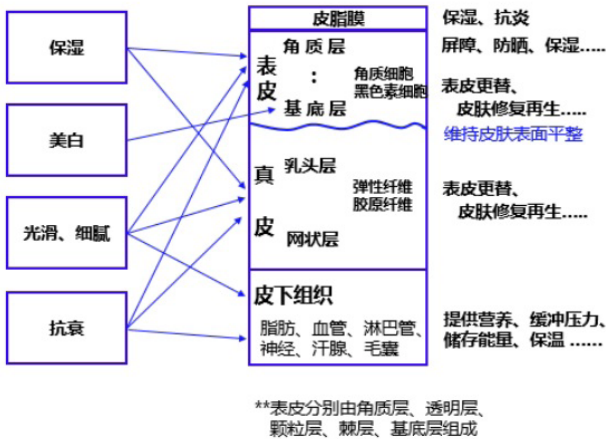 保湿
美白
光滑、细腻
抗衰
皮脂膜
表皮
角质层
:
基底层
角质细胞
黑色素细胞
真皮
乳头层
弹性纤维
胶原纤维
网状层
皮下组织
脂肪、血管、淋巴管、
神经、汗腺、毛囊
保湿、抗炎
屏障、防晒、保湿.....
表皮更替、
皮肤修复再生.....
维持皮肤表面平整
表皮更替、
皮肤修复再生.....
提供营养、缓冲压力、
储存能量、保温 ......
**表皮分别由角质层、透明层、
颗粒层、棘层、基底层组成